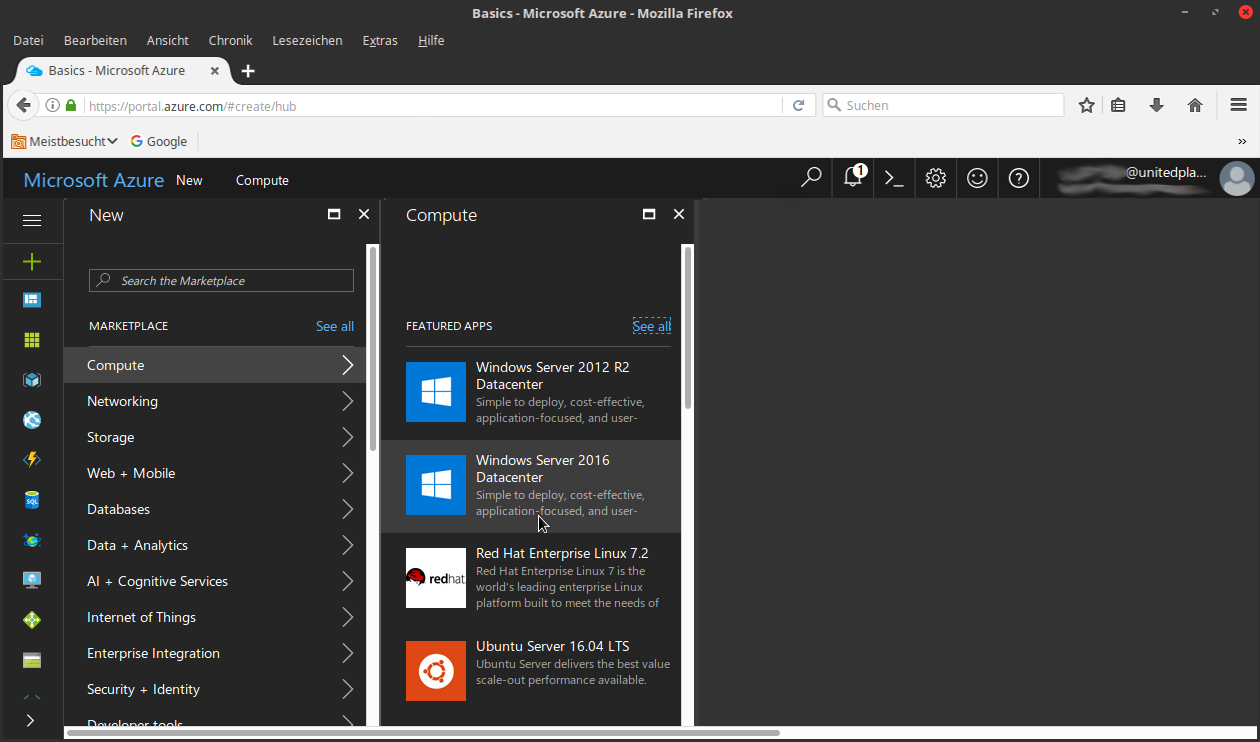 Basics - Microsoft Azure - Mozilla Firefox
Datei Bearbeiten Ansicht Chronik Lesezeichen Extras Hilfe
Basics - Microsoft Azure
https://portal.azure.com/#create/hub
Suchen
Meistbesucht Google
Microsoft Azure New Compute
1
@unitedpla...
New
Search the Marketplace
MARKETPLACE See all
Compute
Networking
Storage
Web + Mobile
Databases
Data + Analytics
AI + Cognitive Services
Internet of Things
Enterprise Integration
Security + Identity
Developer tools
Compute
FEATURED APPS See all
Windows Server 2012 R2
Datacenter
Simple to deploy, cost-effective,
application-focused, and user-
Windows Server 2016
Datacenter
Simple to deploy, cost-effective,
application-focused, and user-
redhat
Red Hat Enterprise Linux 7.2
Red Hat Enterprise Linux 7 is the
world's leading enterprise Linux
platform built to meet the needs of
Ubuntu Server 16.04 LTS
Ubuntu Server delivers the best value
scale-out performance available.
SQL